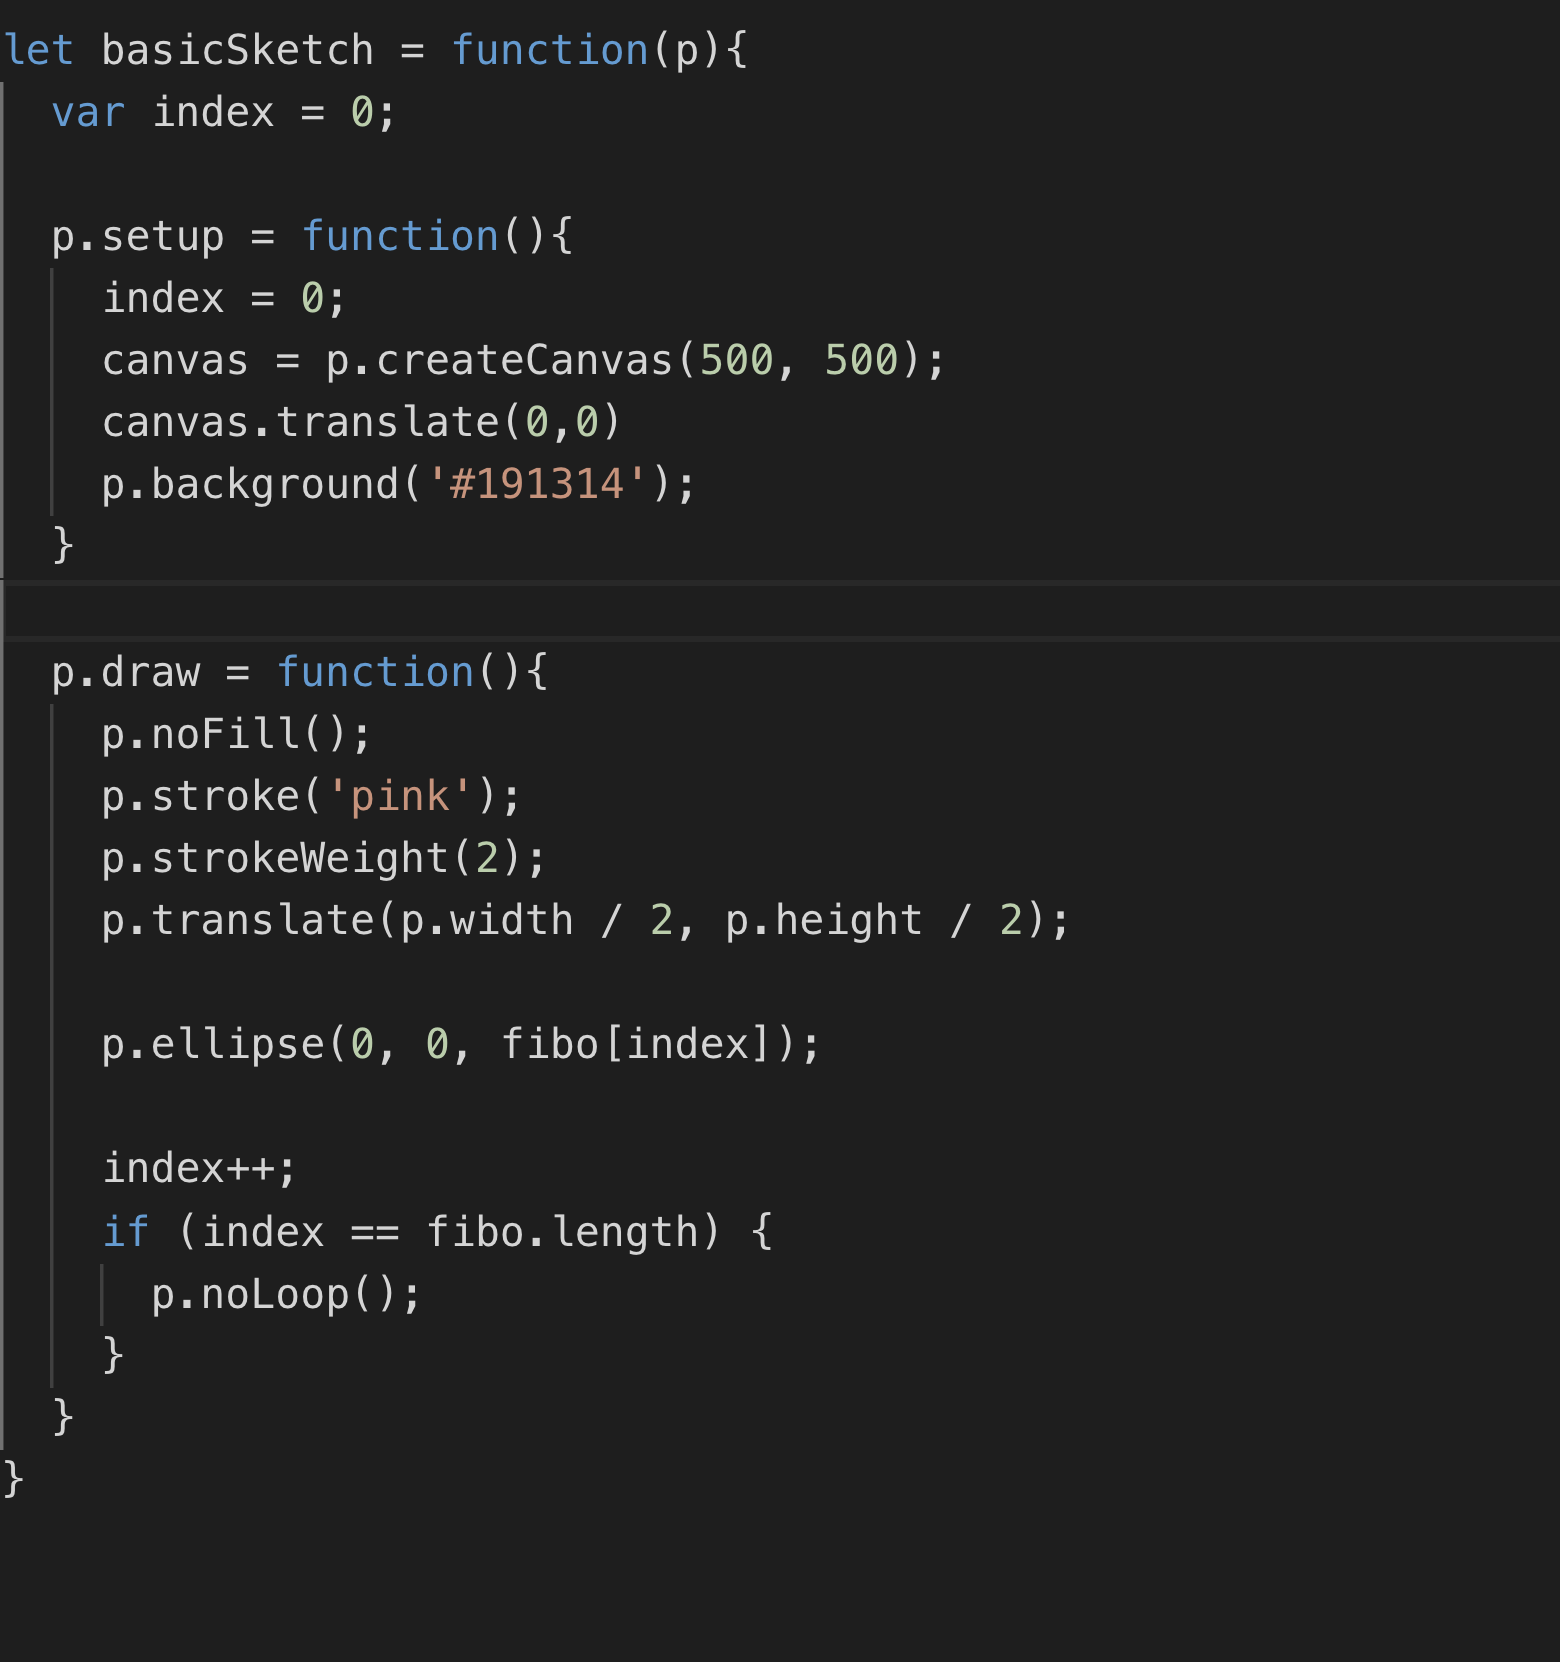 let basicSketch = function(p){
  var index = 0;

  p.setup = function(){
    index = 0;
    canvas = p.createCanvas(500, 500);
    canvas.translate(0,0)
    p.background('#191314');
  }

  p.draw = function(){
    p.noFill();
    p.stroke('pink');
    p.strokeWeight(2);
    p.translate(p.width / 2, p.height / 2);

    p.ellipse(0, 0, fibo[index]);

    index++;
    if (index == fibo.length) {
      p.noLoop();
    }
  }
}